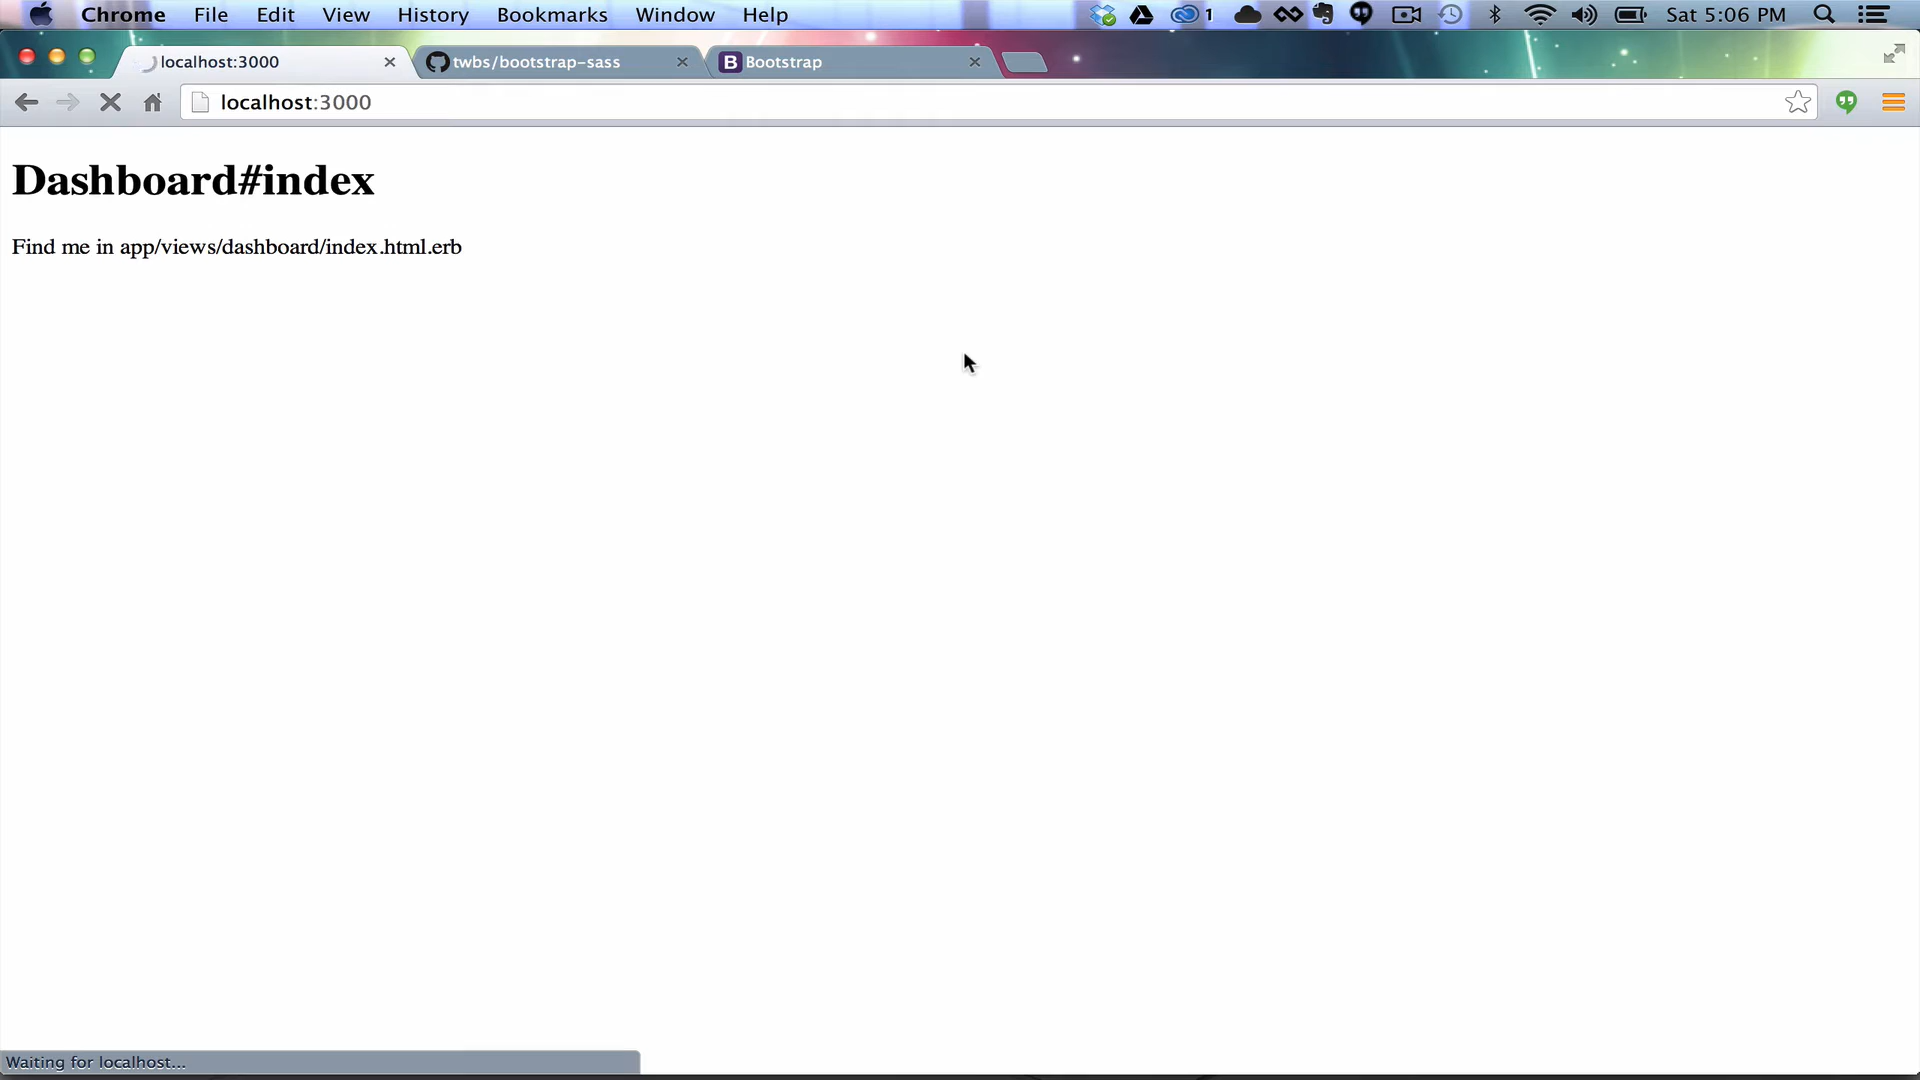 Chrome File Edit View History Bookmarks Window Help 1 Sat 5:06 PM
localhost:3000 twbs/bootstrap-sass B Bootstrap
localhost:3000
Dashboard#index
Find me in app/views/dashboard/index.html.erb
Waiting for localhost...